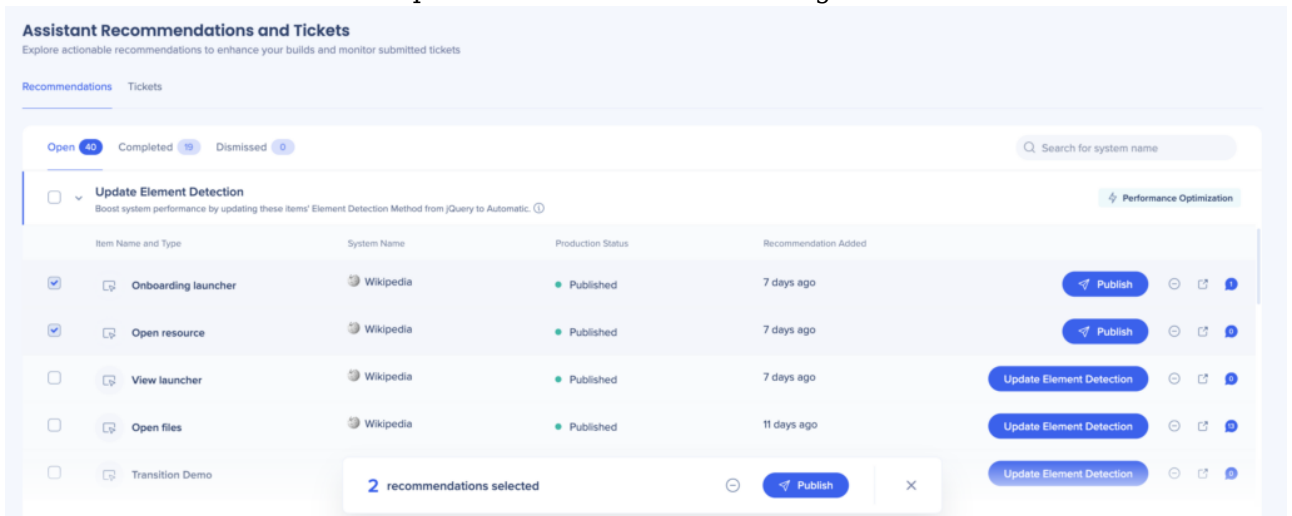 Assistant Recommendations and Tickets
Explore actionable recommendations to enhance your builds and monitor submitted tickets
Recommendations Tickets
Open 40 Completed 19 Dismissed 0 Search for system name
Update Element Detection
Boost system performance by updating these items' Element Detection Method from jQuery to Automatic. Performance Optimization
Item Name and Type System Name Production Status Recommendation Added
Onboarding launcher Wikipedia Published 7 days ago Publish 1
Open resource Wikipedia Published 7 days ago Publish 0
View launcher Wikipedia Published 7 days ago Update Element Detection 0
Open files Wikipedia Published 11 days ago Update Element Detection 13
Transition Demo Update Element Detection 0
2 recommendations selected Publish